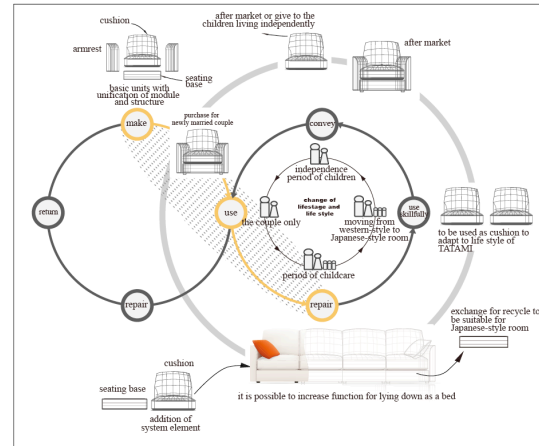 cushion
armrest
seating
base
basic units with
unification of module
and structure
after market or give to the
children living independently
after market
make
purchase for
newly married couple
convey
independence
period of children
return
use
the couple only
change of
lifestage and
life style
moving from
western-style to
Japanese-style room
use
skillfully
to be used as cushion to
adapt to life style of
TATAMI
period of childcare
repair
repair
exchange for recycle to
be suitable for
Japanese-style room
cushion
seating base
addition of
system element
it is possible to increase function for lying down as a bed